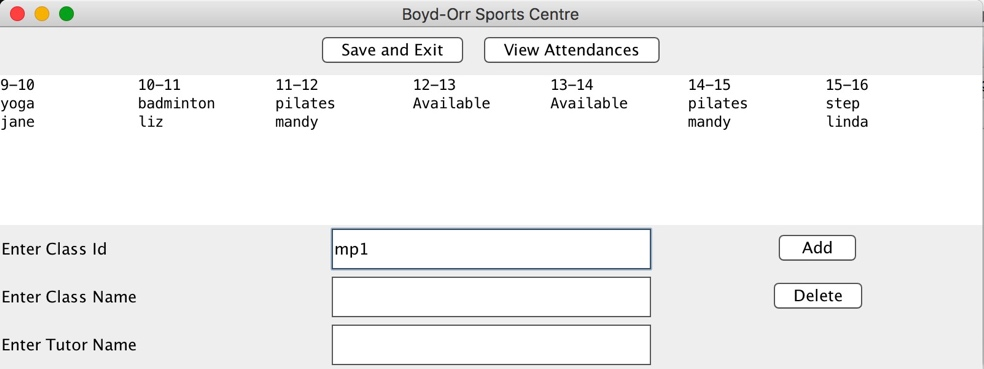 Boyd-Orr Sports Centre
Save and Exit View Attendances
9-10 10-11 11-12 12-13 13-14 14-15 15-16
yoga badminton pilates Available Available pilates step
jane liz mandy mandy linda
Enter Class Id mp1 Add
Enter Class Name Delete
Enter Tutor Name